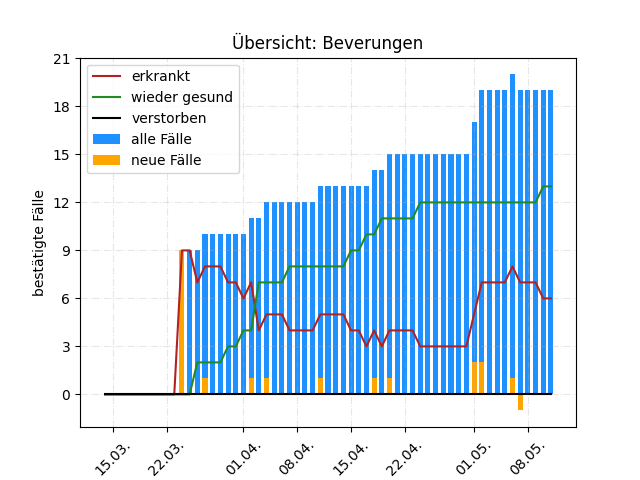 Übersicht: Beverungen
bestätigte Fälle
21
18
15
12
9
6
3
0
erkrankt
wieder gesund
verstorben
alle Fälle
neue Fälle
15.03.
22.03.
01.04.
08.04.
15.04.
22.04.
01.05.
08.05.